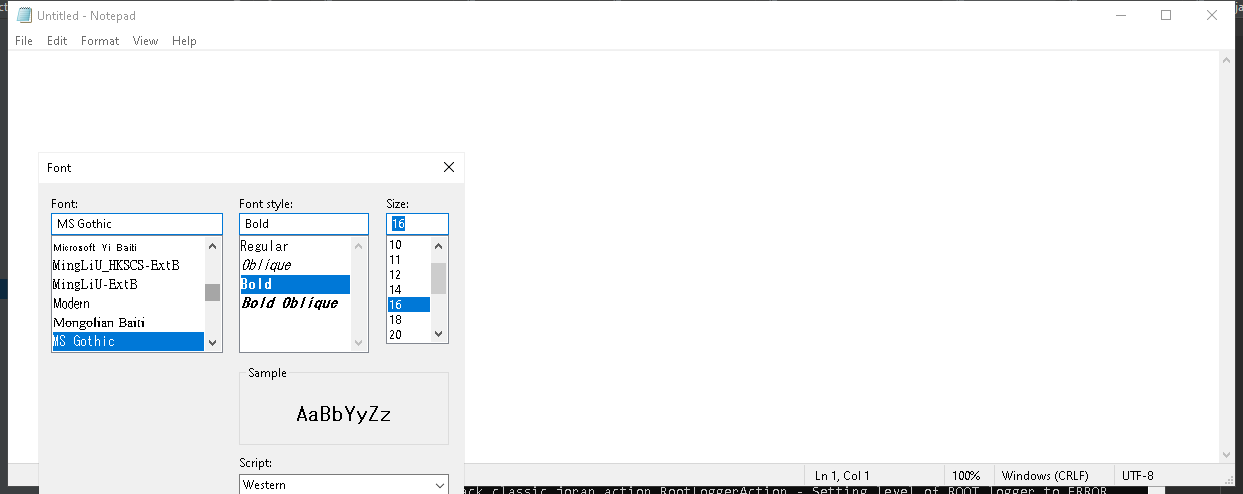 Untitled - Notepad
File Edit Format View Help
Font
Font: Font style: Size:
MS Gothic Bold 16
Microsoft Yi Baiti
MingLiU_HKSCS-ExtB
MingLiU-ExtB
Modern
Mongolian Baiti
MS Gothic
Regular
Oblique
Bold
Bold Oblique
10
11
12
14
16
18
20
Sample
AaBbYyZz
Script:
Western
Ln 1, Col 1 100% Windows (CRLF) UTF-8
ack.classic.joran.action.RootLoggerAction - Setting level of ROOT logger to ERROR